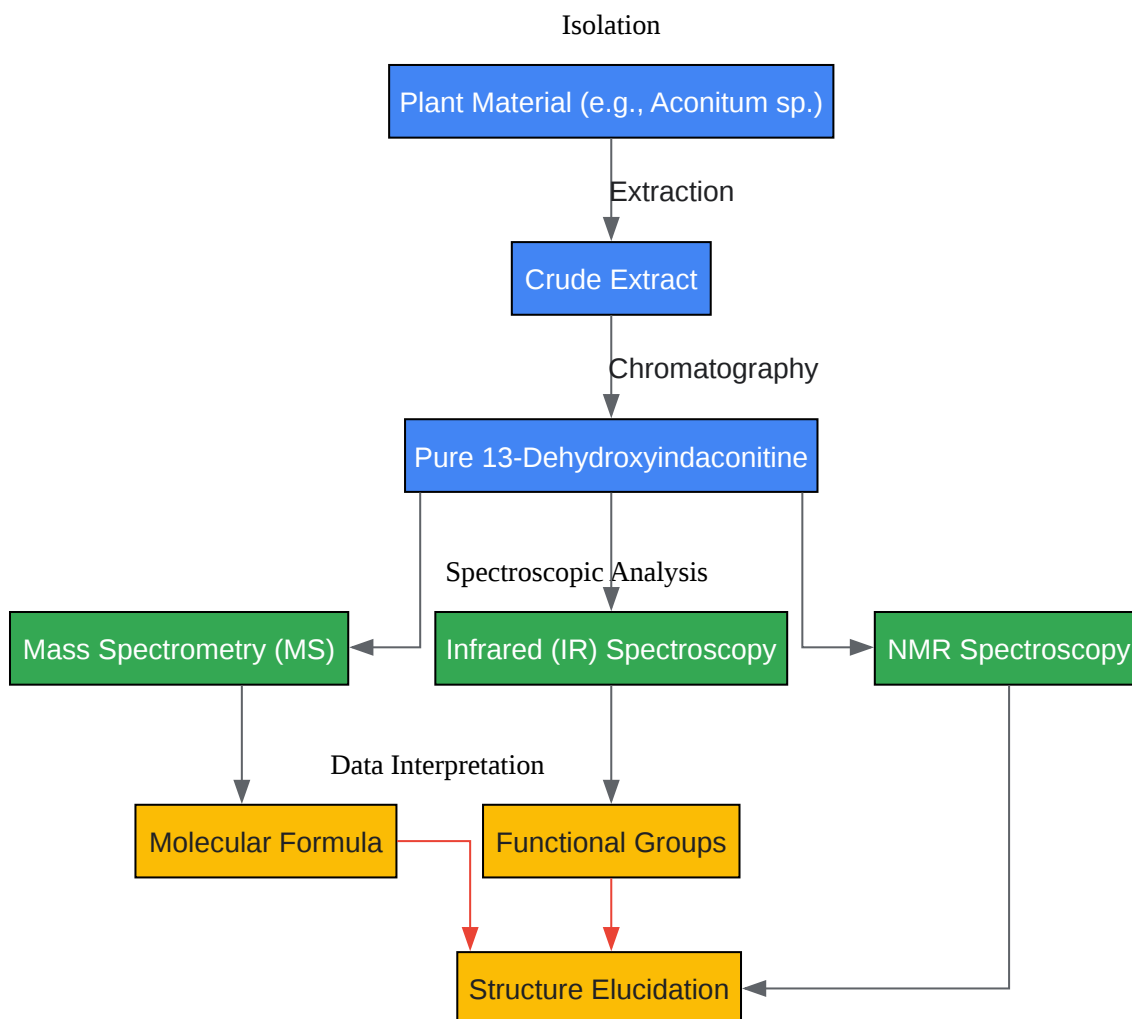 Isolation
Plant Material (e.g., Aconitum sp.)
Extraction
Crude Extract
Chromatography
Pure 13-Dehydroxyindaconitine
Spectroscopic Analysis
Mass Spectrometry (MS)
Infrared (IR) Spectroscopy
NMR Spectroscopy
Data Interpretation
Molecular Formula
Functional Groups
Structure Elucidation